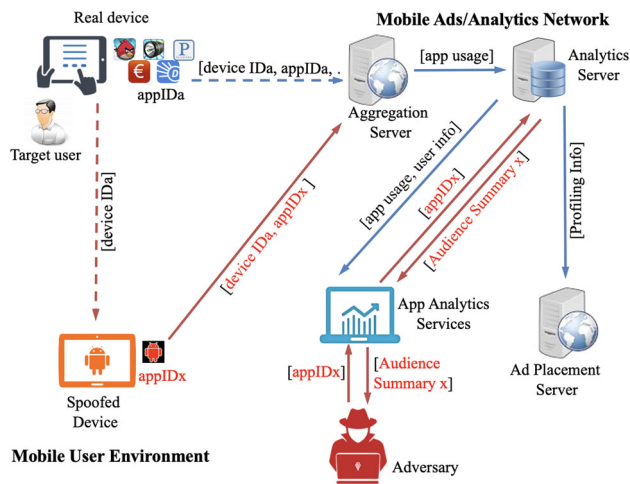 Real device
Mobile Ads/Analytics Network
appIDa
[device IDa, appIDa, .
[app usage]
Analytics
Server
Aggregation
Server
Target user
[device IDa]
[device IDa, appIDx ]
[app usage, user info]
[appIDx]
[Audience Summary x]
[Profiling Info]
App Analytics
Services
Ad Placement
Server
appIDx
Spoofed
Device
[appIDx]
[Audience
Summary x]
Mobile User Environment
Adversary